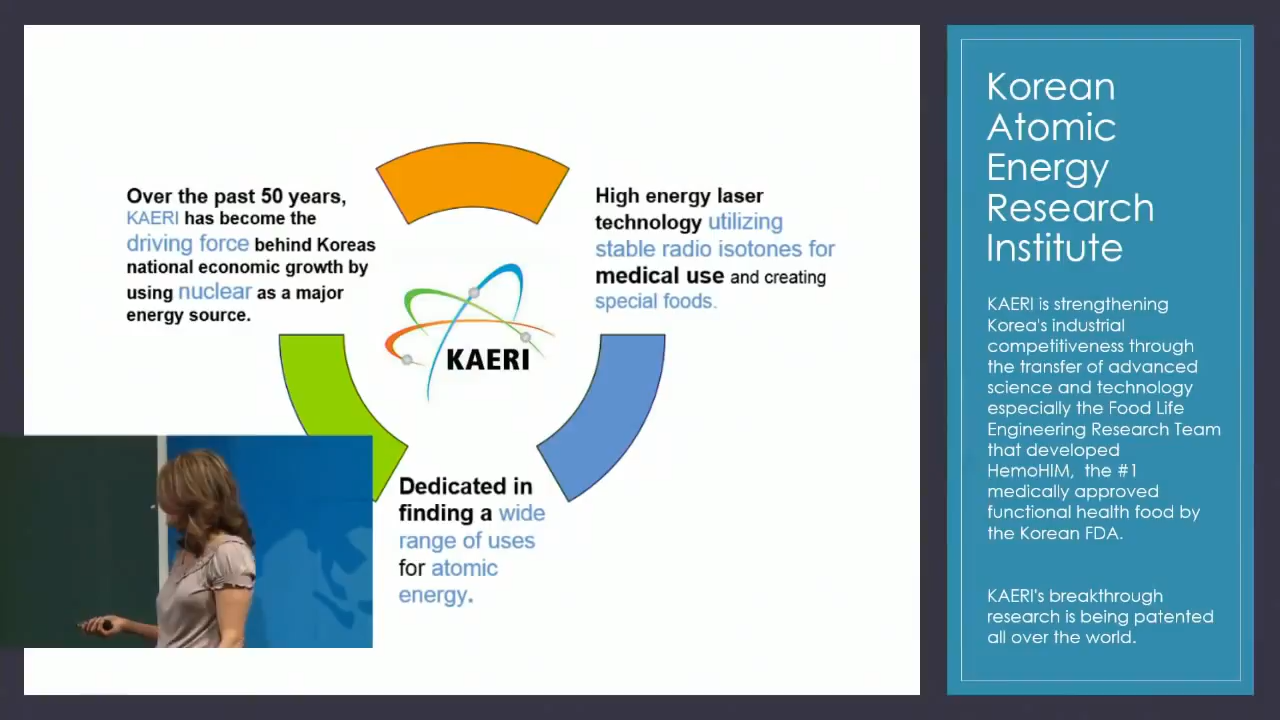 Over the past 50 years,
KAERI has become the
driving force behind Koreas
national economic growth by
using nuclear as a major
energy source.
High energy laser
technology utilizing
stable radio isotones for
medical use and creating
special foods.
KAERI
Dedicated in
finding a wide
range of uses
for atomic
energy.
Korean
Atomic
Energy
Research
Institute
KAERI is strengthening
Korea's industrial
competitiveness through
the transfer of advanced
science and technology
especially the Food Life
Engineering Research Team
that developed
HemoHIM, the #1
medically approved
functional health food by
the Korean FDA.
KAERI's breakthrough
research is being patented
all over the world.